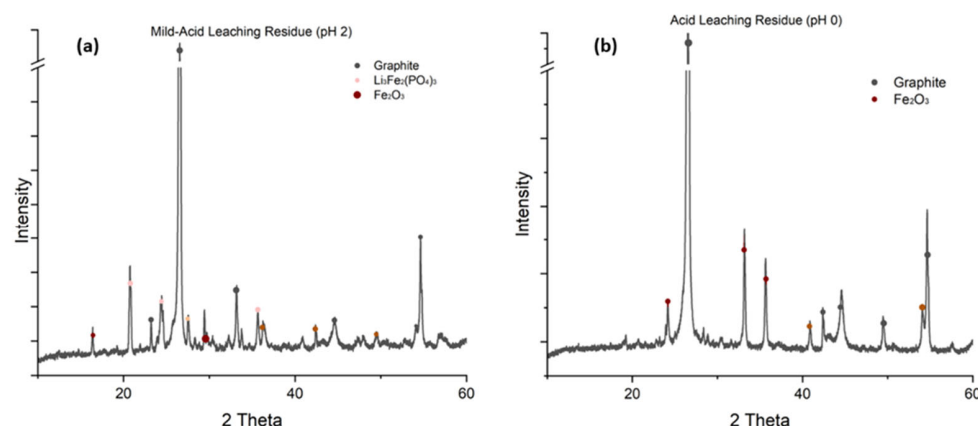 (a)
Mild-Acid Leaching Residue (pH 2)
Graphite
Li₃Fe₂(PO₄)₃
Fe₂O₃
Intensity
20
40
60
2 Theta
(b)
Acid Leaching Residue (pH 0)
Graphite
Fe₂O₃
Intensity
20
40
60
2 Theta